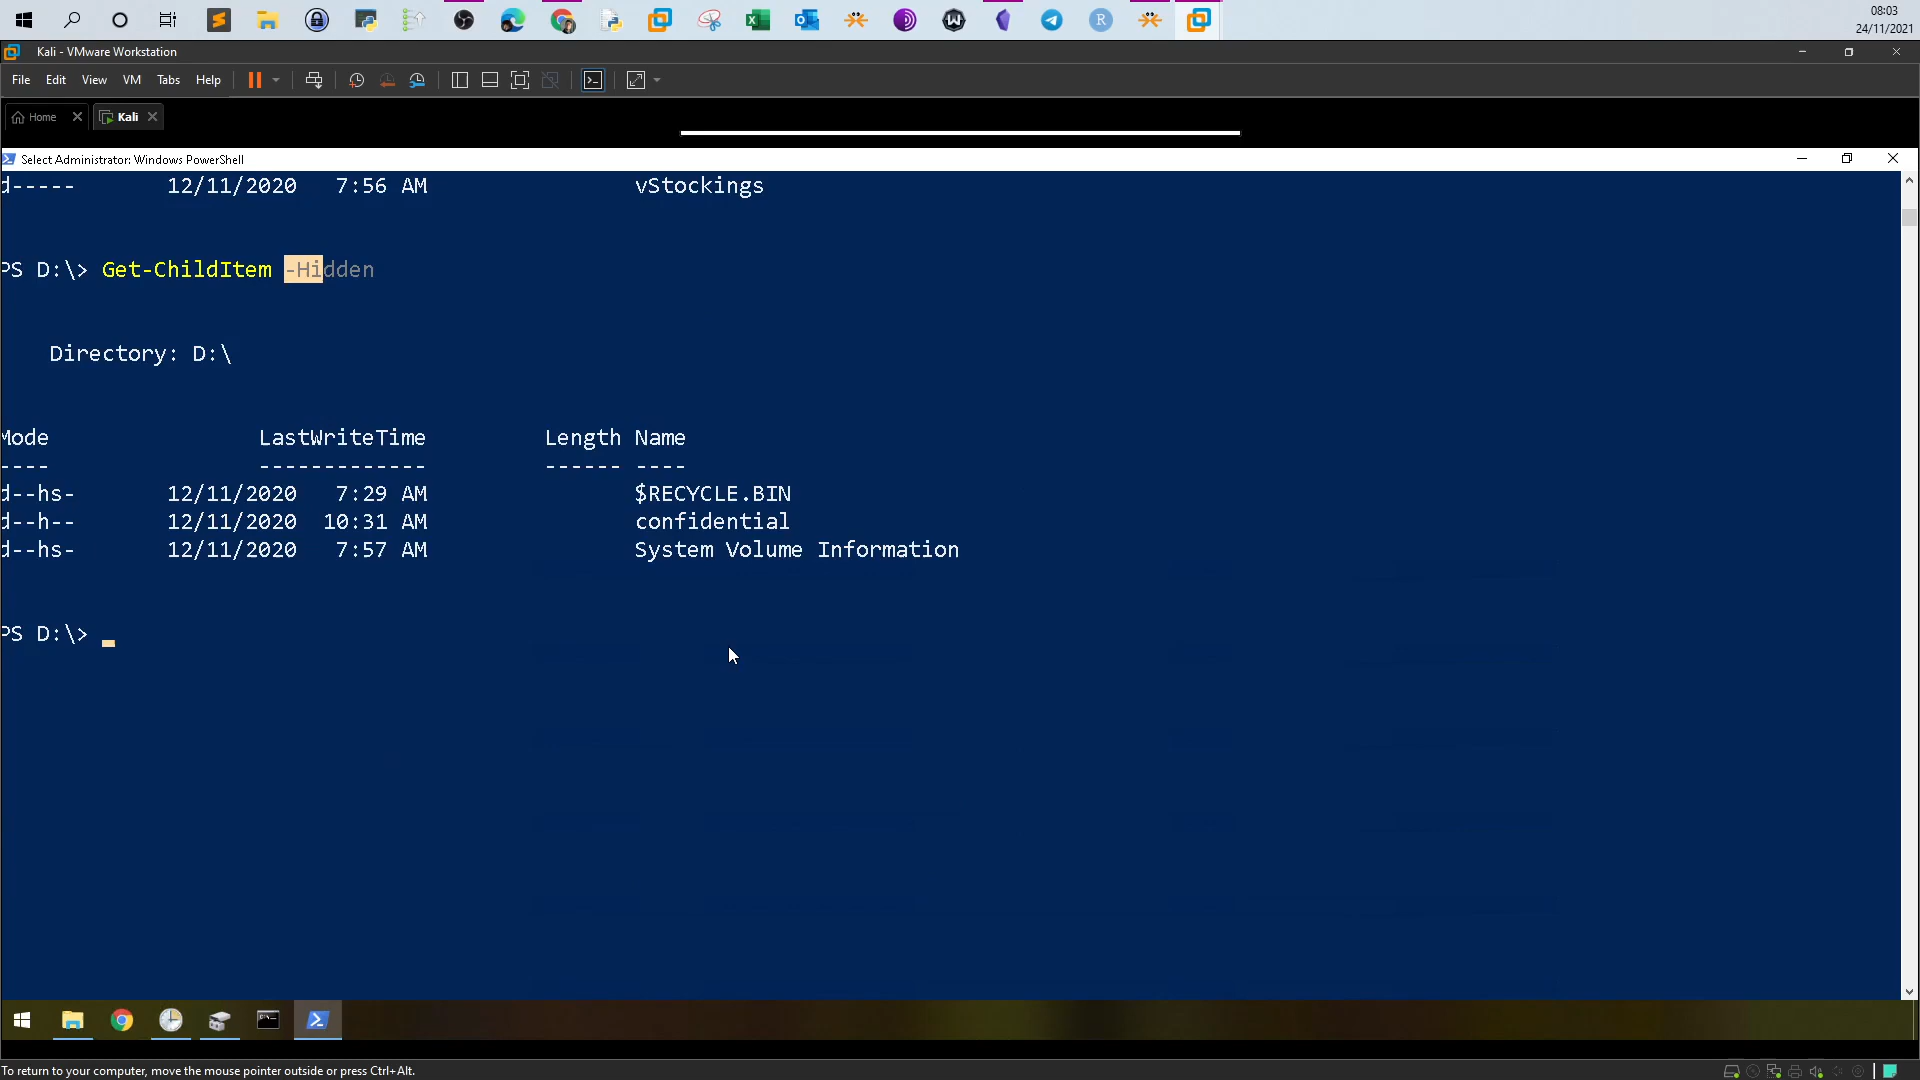 08:03
24/11/2021
Kali - VMware Workstation
File Edit View VM Tabs Help
Home Kali
Select Administrator: Windows PowerShell
d----- 12/11/2020 7:56 AM vStockings
PS D:\> Get-ChildItem -Hidden
Directory: D:\
Mode LastWriteTime Length Name
---- ------------- ------ ----
d--hs- 12/11/2020 7:29 AM $RECYCLE.BIN
d--h-- 12/11/2020 10:31 AM confidential
d--hs- 12/11/2020 7:57 AM System Volume Information
PS D:\>
To return to your computer, move the mouse pointer outside or press Ctrl+Alt.